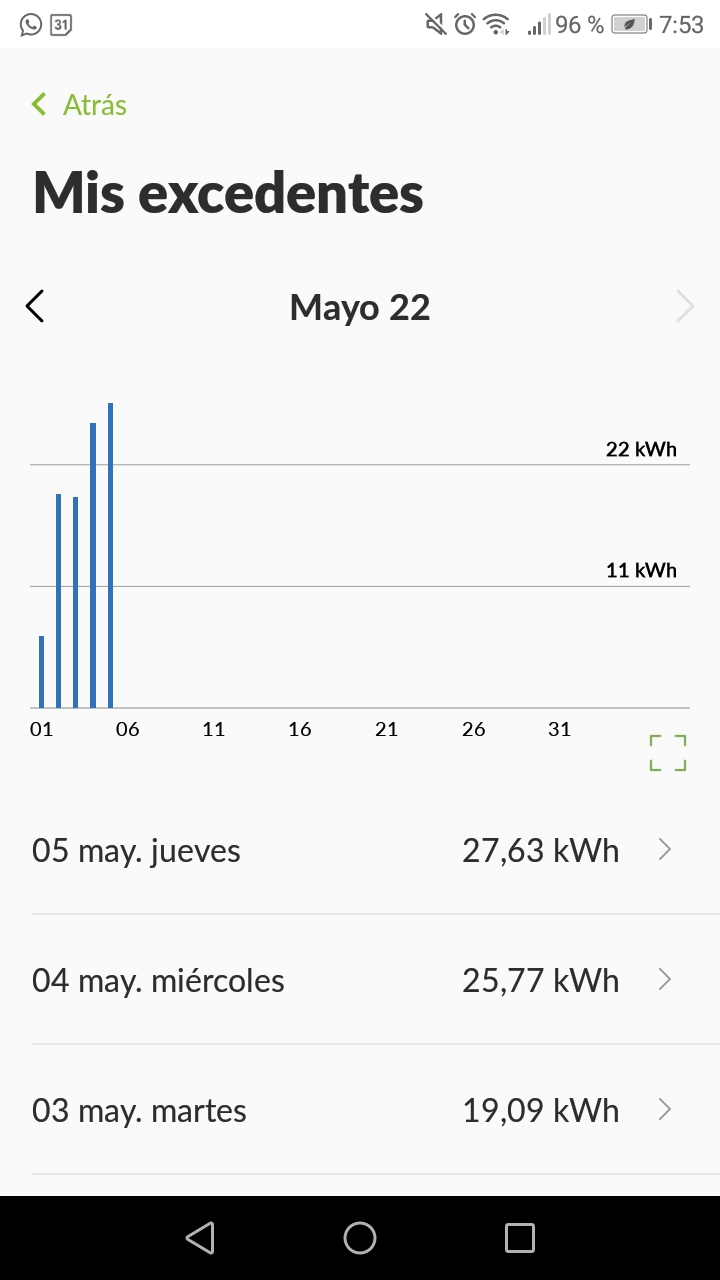 31 96 % 7:53
Atrás
Mis excedentes
Mayo 22
22 kWh
11 kWh
01 06 11 16 21 26 31
05 may. jueves 27,63 kWh
04 may. miércoles 25,77 kWh
03 may. martes 19,09 kWh